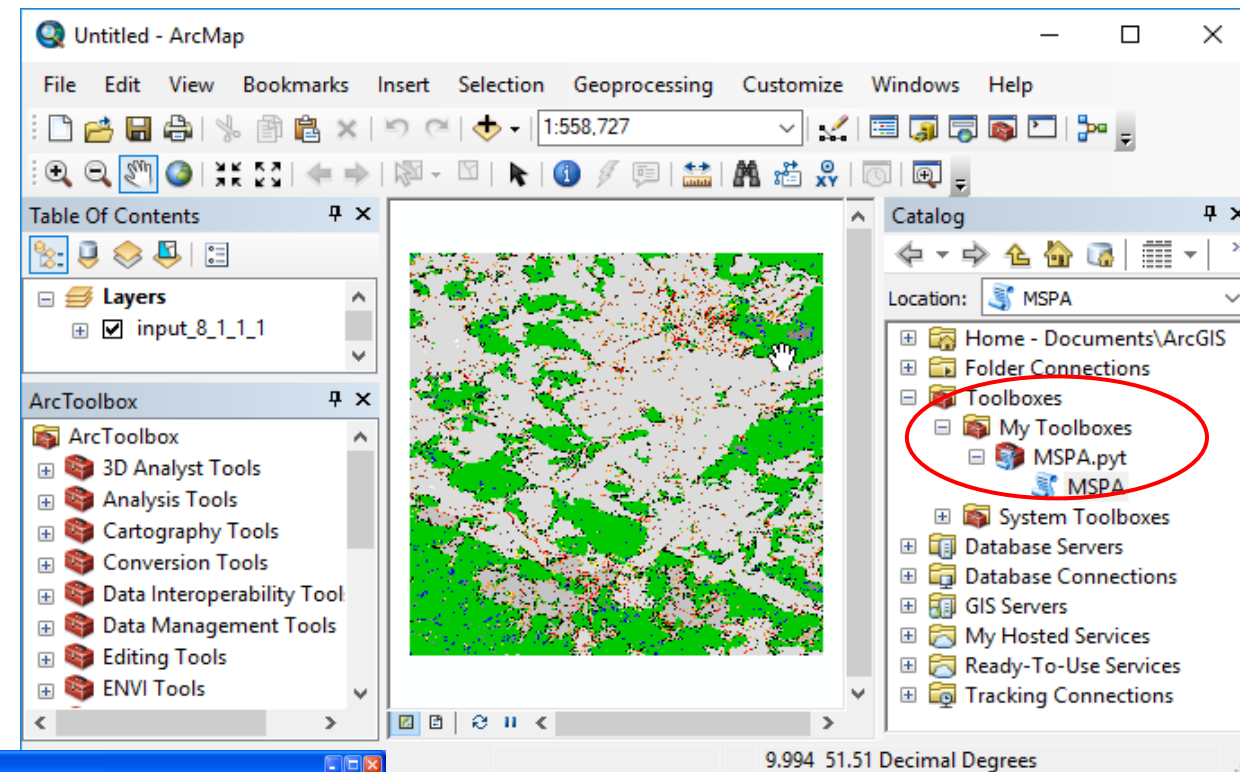 Untitled - ArcMap
File Edit View Bookmarks Insert Selection Geoprocessing Customize Windows Help
1:558,727
XY
Table Of Contents
Layers
input_8_1_1_1
ArcToolbox
ArcToolbox
3D Analyst Tools
Analysis Tools
Cartography Tools
Conversion Tools
Data Interoperability Tool
Data Management Tools
Editing Tools
ENVI Tools
Catalog
Location: MSPA
Home - Documents\ArcGIS
Folder Connections
Toolboxes
My Toolboxes
MSPA.pyt
MSPA
System Toolboxes
Database Servers
Database Connections
GIS Servers
My Hosted Services
Ready-To-Use Services
Tracking Connections
9.994 51.51 Decimal Degrees